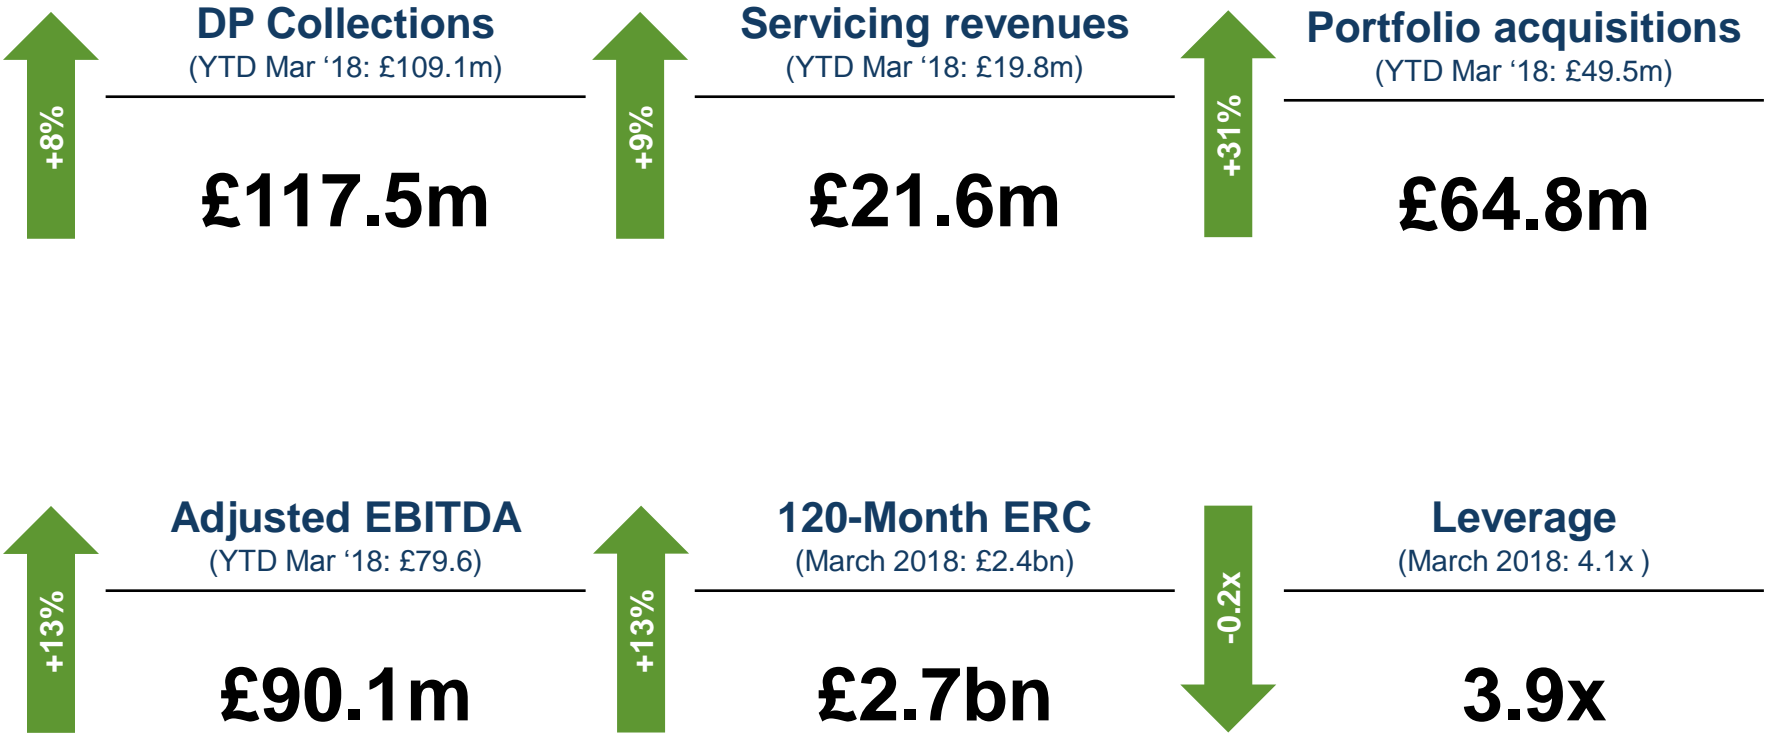 DP Collections
(YTD Mar ‘18: £109.1m)
+8%
£117.5m
Servicing revenues
(YTD Mar ‘18: £19.8m)
+9%
£21.6m
Portfolio acquisitions
(YTD Mar ‘18: £49.5m)
+31%
£64.8m
Adjusted EBITDA
(YTD Mar ‘18: £79.6)
+13%
£90.1m
120-Month ERC
(March 2018: £2.4bn)
+13%
£2.7bn
Leverage
(March 2018: 4.1x )
-0.2x
3.9x